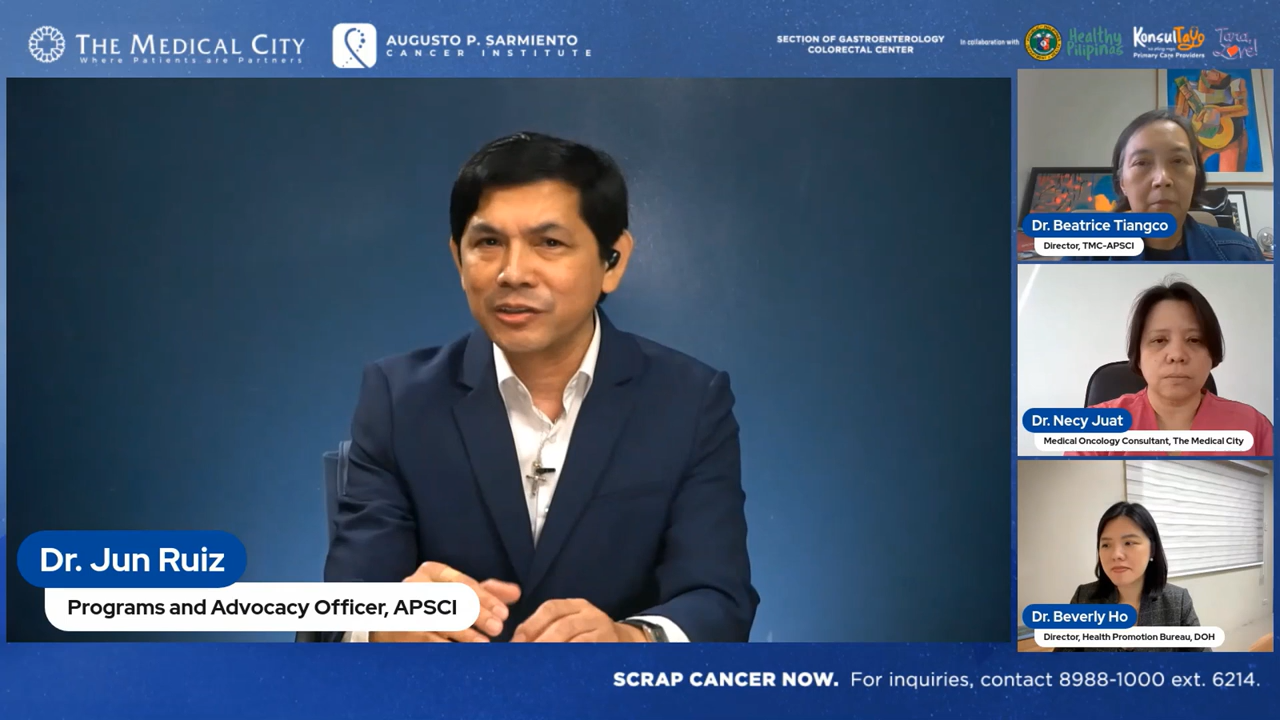 THE MEDICAL CITY
Where Patients are Partners
AUGUSTO P. SARMIENTO
CANCER INSTITUTE
SECTION OF GASTROENTEROLOGY
COLORECTAL CENTER
In collaboration with
Healthy
Pilipinas
KonsulTayo
Primary Care Providers
Tara,
Dr. Beatrice Tiangco
Director, TMC-APSCI
Dr. Necy Juat
Medical Oncology Consultant, The Medical City
Dr. Jun Ruiz
Programs and Advocacy Officer, APSCI
Dr. Beverly Ho
Director, Health Promotion Bureau, DOH
SCRAP CANCER NOW. For inquiries, contact 8988-1000 ext. 6214.